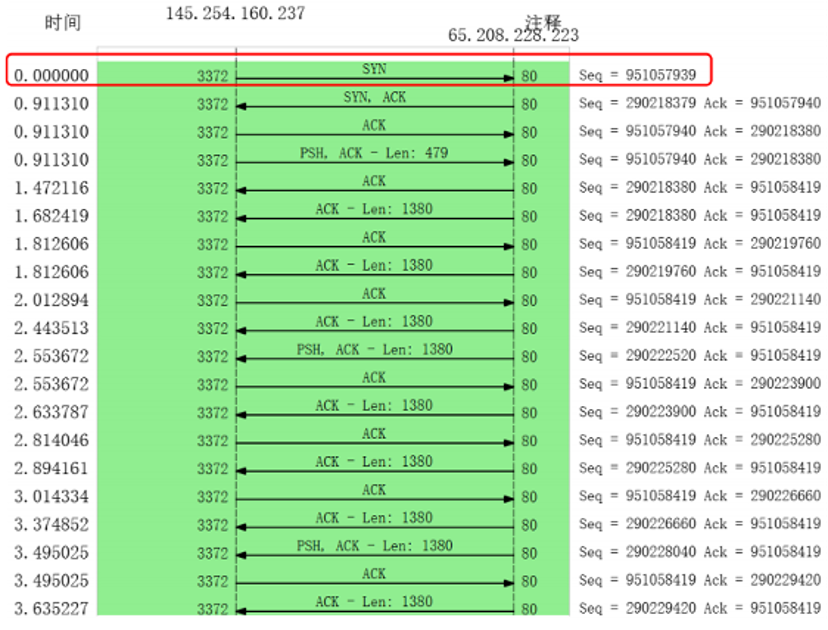 时间 145.254.160.237 注释
65.208.228.223
0.000000 3372 SYN 80 Seq = 951057939
0.911310 3372 SYN, ACK 80 Seq = 290218379 Ack = 951057940
0.911310 3372 ACK 80 Seq = 951057940 Ack = 290218380
0.911310 3372 PSH, ACK - Len: 479 80 Seq = 951057940 Ack = 290218380
1.472116 3372 ACK 80 Seq = 290218380 Ack = 951058419
1.682419 3372 ACK - Len: 1380 80 Seq = 290218380 Ack = 951058419
1.812606 3372 ACK 80 Seq = 951058419 Ack = 290219760
1.812606 3372 ACK - Len: 1380 80 Seq = 290219760 Ack = 951058419
2.012894 3372 ACK 80 Seq = 951058419 Ack = 290221140
2.443513 3372 ACK - Len: 1380 80 Seq = 290221140 Ack = 951058419
2.553672 3372 PSH, ACK - Len: 1380 80 Seq = 290222520 Ack = 951058419
2.553672 3372 ACK 80 Seq = 951058419 Ack = 290223900
2.633787 3372 ACK - Len: 1380 80 Seq = 290223900 Ack = 951058419
2.814046 3372 ACK 80 Seq = 951058419 Ack = 290225280
2.894161 3372 ACK - Len: 1380 80 Seq = 290225280 Ack = 951058419
3.014334 3372 ACK 80 Seq = 951058419 Ack = 290226660
3.374852 3372 ACK - Len: 1380 80 Seq = 290226660 Ack = 951058419
3.495025 3372 PSH, ACK - Len: 1380 80 Seq = 290228040 Ack = 951058419
3.495025 3372 ACK 80 Seq = 951058419 Ack = 290229420
3.635227 3372 ACK - Len: 1380 80 Seq = 290229420 Ack = 951058419